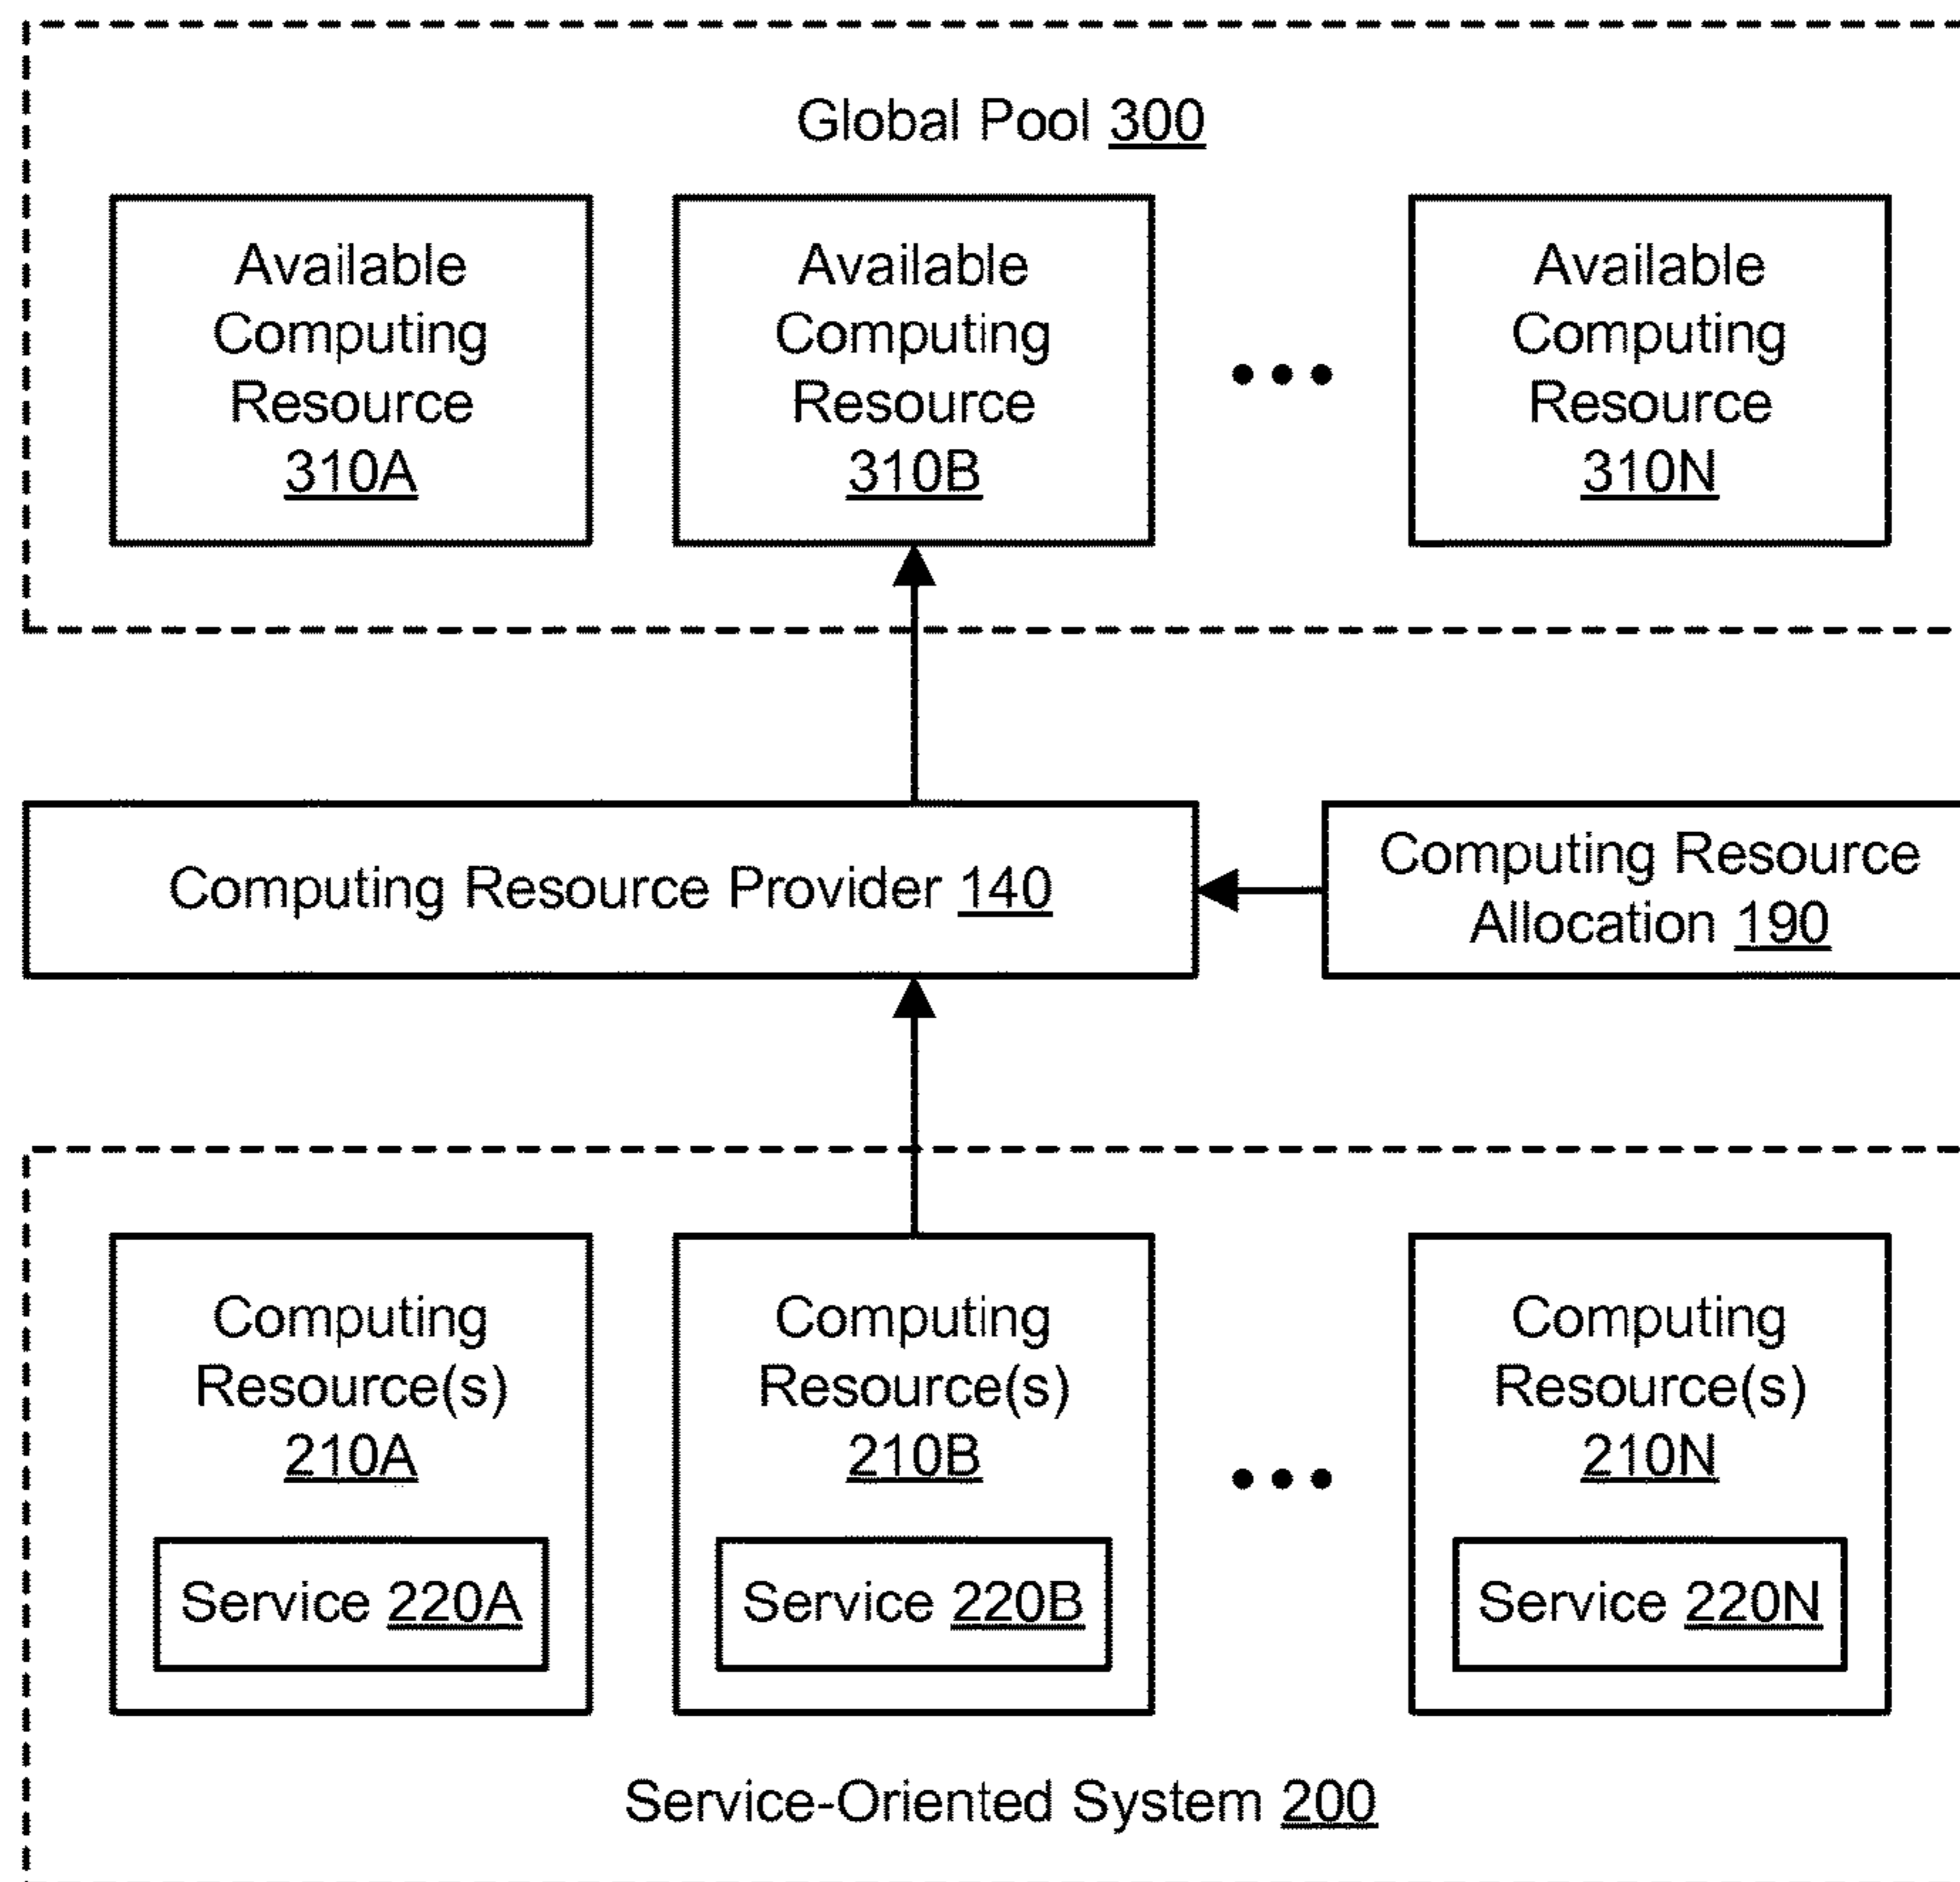 Global Pool 300
Available
Computing
Resource
310A
Available
Computing
Resource
310B
Available
Computing
Resource
310N
Computing Resource Provider 140
Computing Resource
Allocation 190
Computing
Resource(s)
210A
Service 220A
Computing
Resource(s)
210B
Service 220B
Computing
Resource(s)
210N
Service 220N
Service-Oriented System 200